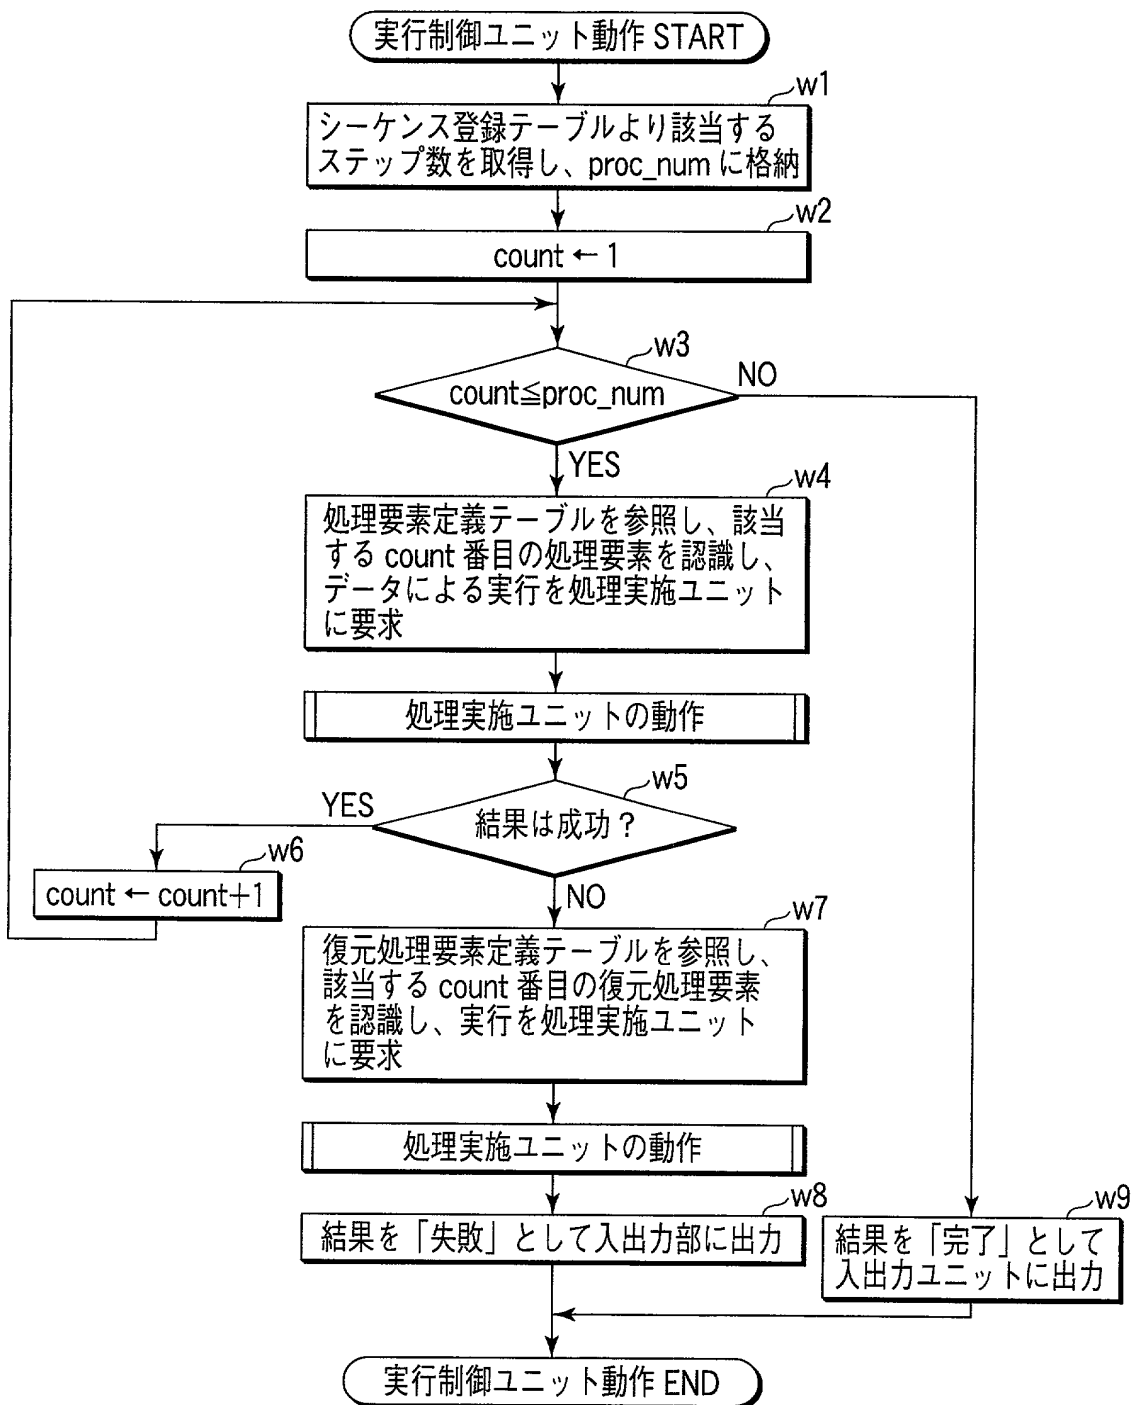 実行制御ユニット動作 START
w1
シーケンス登録テーブルより該当する
ステップ数を取得し、proc_num に格納
w2
count ← 1
w3
count≦proc_num
NO
YES
w4
処理要素定義テーブルを参照し、該当
する count 番目の処理要素を認識し、
データによる実行を処理実施ユニット
に要求
処理実施ユニットの動作
w5
結果は成功？
YES
w6
count ← count+1
NO
w7
復元処理要素定義テーブルを参照し、
該当する count 番目の復元処理要素
を認識し、実行を処理実施ユニット
に要求
処理実施ユニットの動作
w8
結果を「失敗」として入出力部に出力
w9
結果を「完了」として
入出力ユニットに出力
実行制御ユニット動作 END